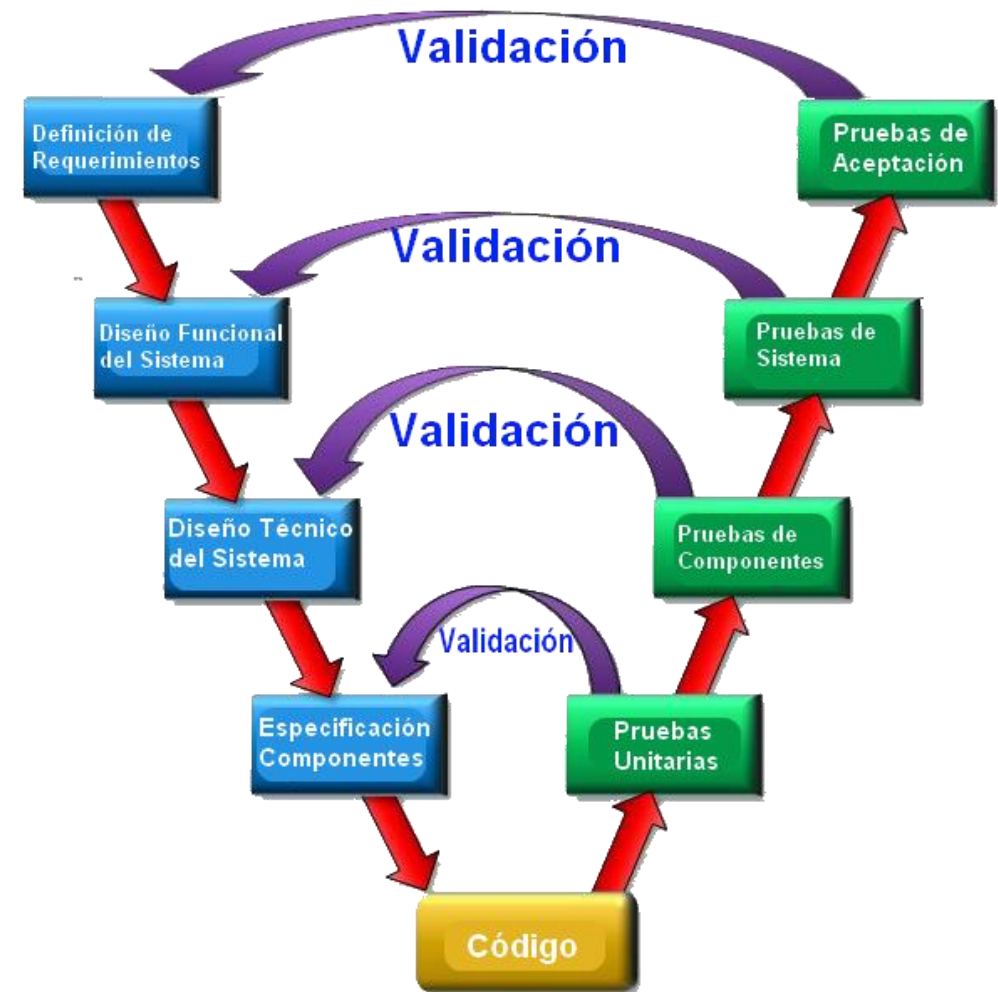 Validación
Definición de
Requerimientos
Pruebas de
Aceptación
Validación
Diseño Funcional
del Sistema
Pruebas de
Sistema
Validación
Diseño Técnico
del Sistema
Pruebas de
Componentes
Validación
Especificación
Componentes
Pruebas
Unitarias
Código